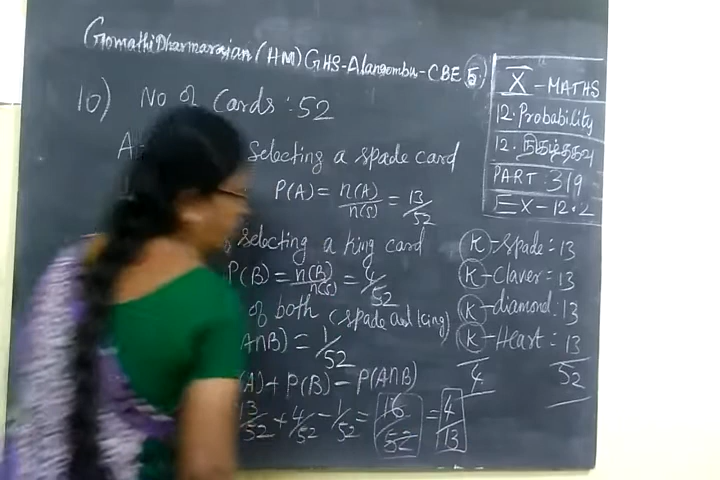 Gomathi Dharmarajan (HM) GHS-Alangombu-CBE (5)
X - MATHS
12. Probability
12. நிகழ்தகவு
PART: 319
EX-12.2
10) No of Cards: 52
A: Selecting a spade card
P(A) = n(A)/n(S) = 13/52
selecting a king card
P(B) = n(B)/n(S) = 4/52
of both (spade and king)
A∩B) = 1/52
(A) + P(B) - P(A∩B)
13/52 + 4/52 - 1/52 = 16/52 = 4/13
K-spade = 13
K-Claver = 13
K-diamond: 13
K-Heart = 13
4 52